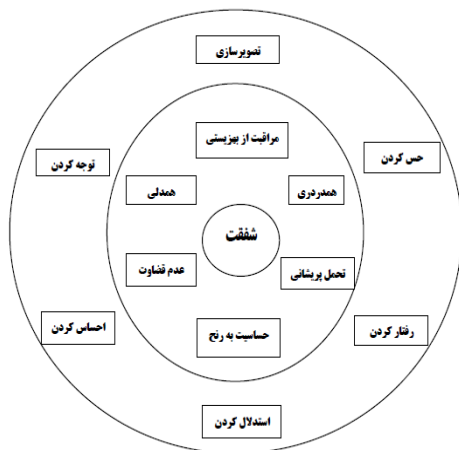 تصویرسازی
مراقبت از بهزیستی
حس کردن
توجه کردن
همدردری
همدلی
شفقت
تحمل پریشانی
عدم قضاوت
رفتار کردن
احساس کردن
حساسیت به رنج
استدلال کردن